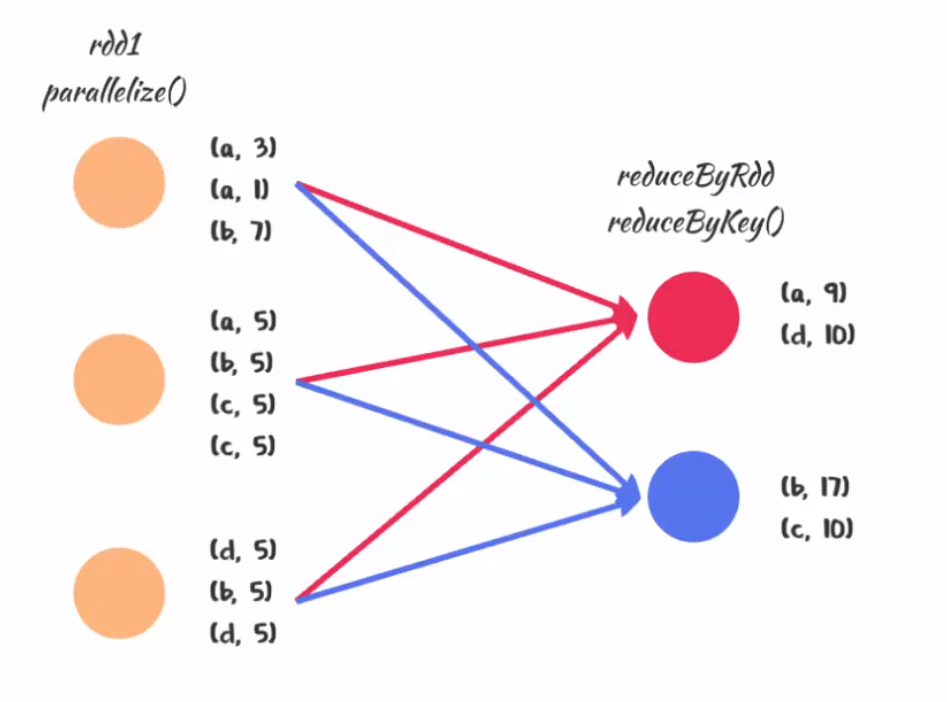 rdd1
parallelize()
(a, 3)
(a, 1)
(b, 7)
(a, 5)
(b, 5)
(c, 5)
(c, 5)
(d, 5)
(b, 5)
(d, 5)
reduceByRdd
reduceByKey()
(a, 9)
(d, 10)
(b, 17)
(c, 10)